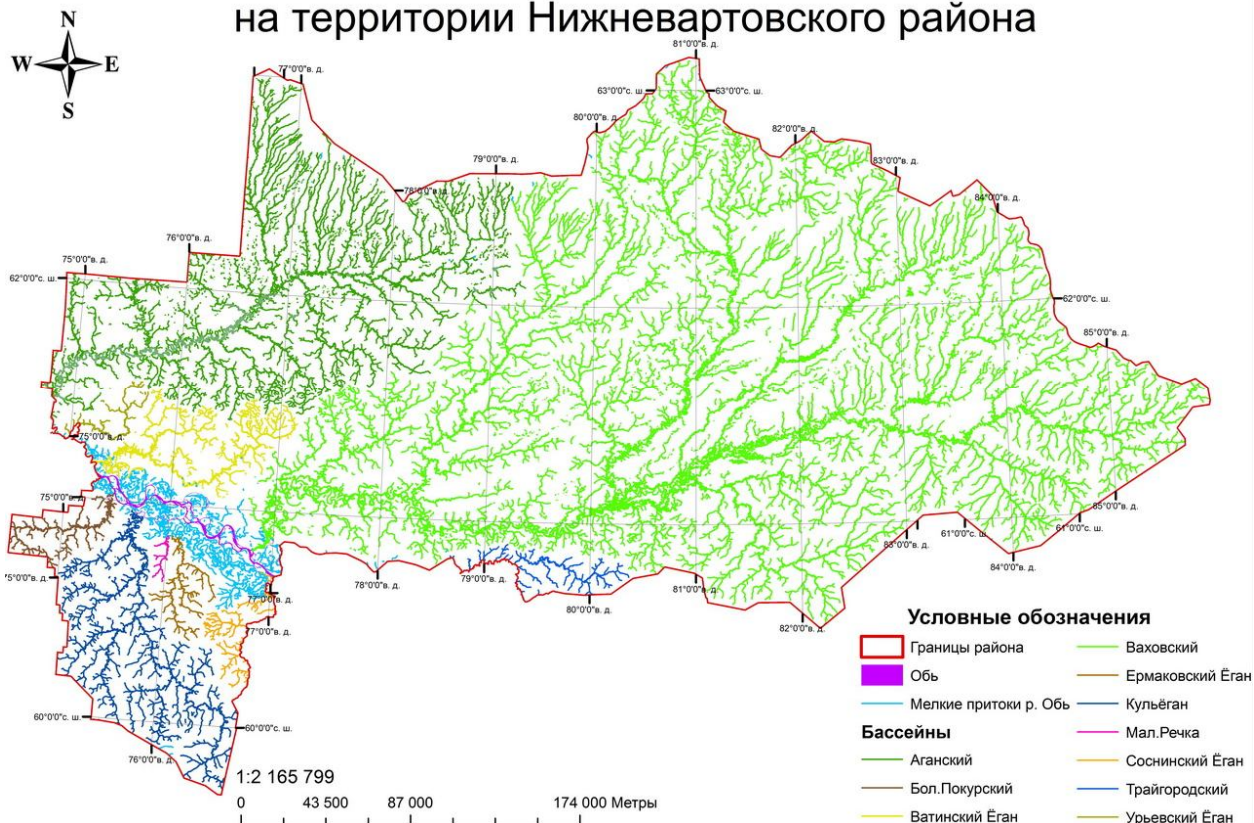 на территории Нижневартовского района
N
W E
S
81°0'0"в. д.
77°0'0"в. д.
63°0'0"с. ш. 63°0'0"с. ш.
80°0'0"в. д.
82°0'0"в. д.
79°0'0"в. д. 83°0'0"в. д.
78°0'0"в. д.
84°0'0"в. д.
76°0'0"в. д.
75°0'0"в. д.
62°0'0"с. ш.
62°0'0"с. ш.
85°0'0"в. д.
75°0'0"в. д.
75°0'0"в. д.
85°0'0"в. д.
61°0'0"с. ш.
61°0'0"с. ш.
83°0'0"в. д.
84°0'0"в. д.
75°0'0"в. д. 78°0'0"в. д. 79°0'0"в. д. 81°0'0"в. д.
77°0'0"в. д. 80°0'0"в. д.
77°0'0"в. д. 82°0'0"в. д.
60°0'0"с. ш. 60°0'0"с. ш.
76°0'0"в. д.
1:2 165 799
0 43 500 87 000 174 000 Метры
Условные обозначения
Границы района
Обь
Мелкие притоки р. Обь
Бассейны
Аганский
Бол.Покурский
Ватинский Ёган
Ваховский
Ермаковский Ёган
Кульёган
Мал.Речка
Соснинский Ёган
Трайгородский
Урьевский Ёган